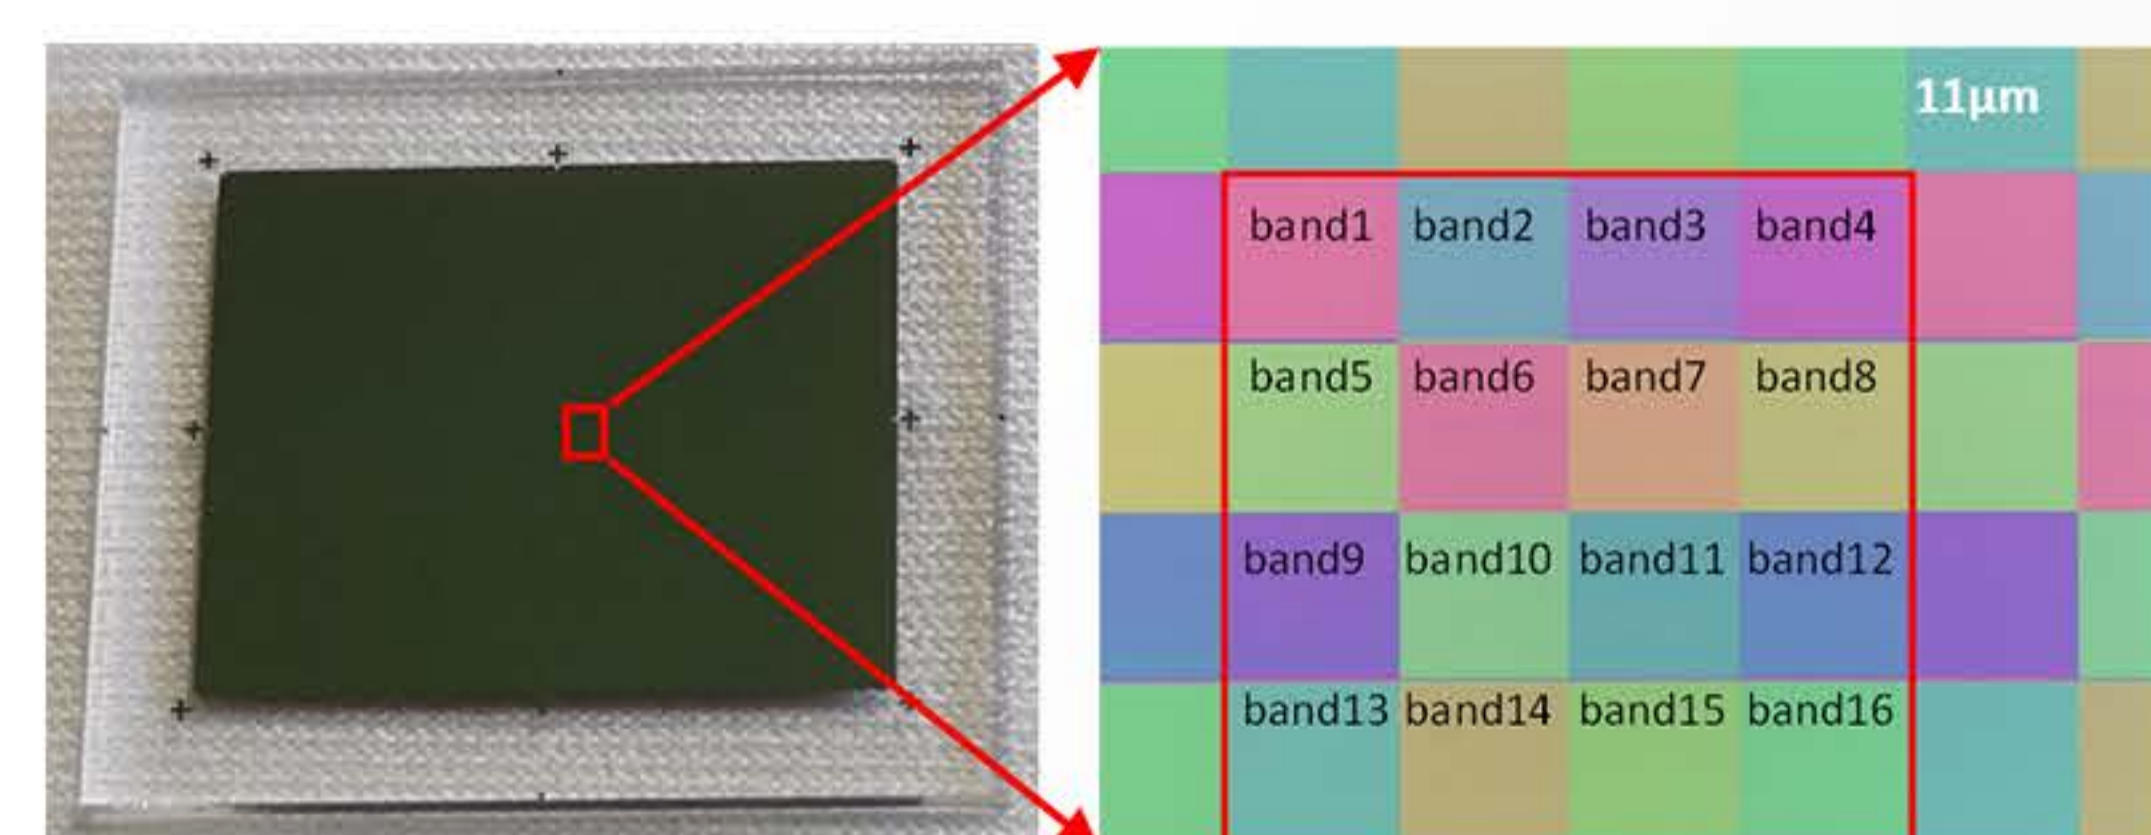 11μm
band1 band2 band3 band4
band5 band6 band7 band8
band9 band10 band11 band12
band13 band14 band15 band16